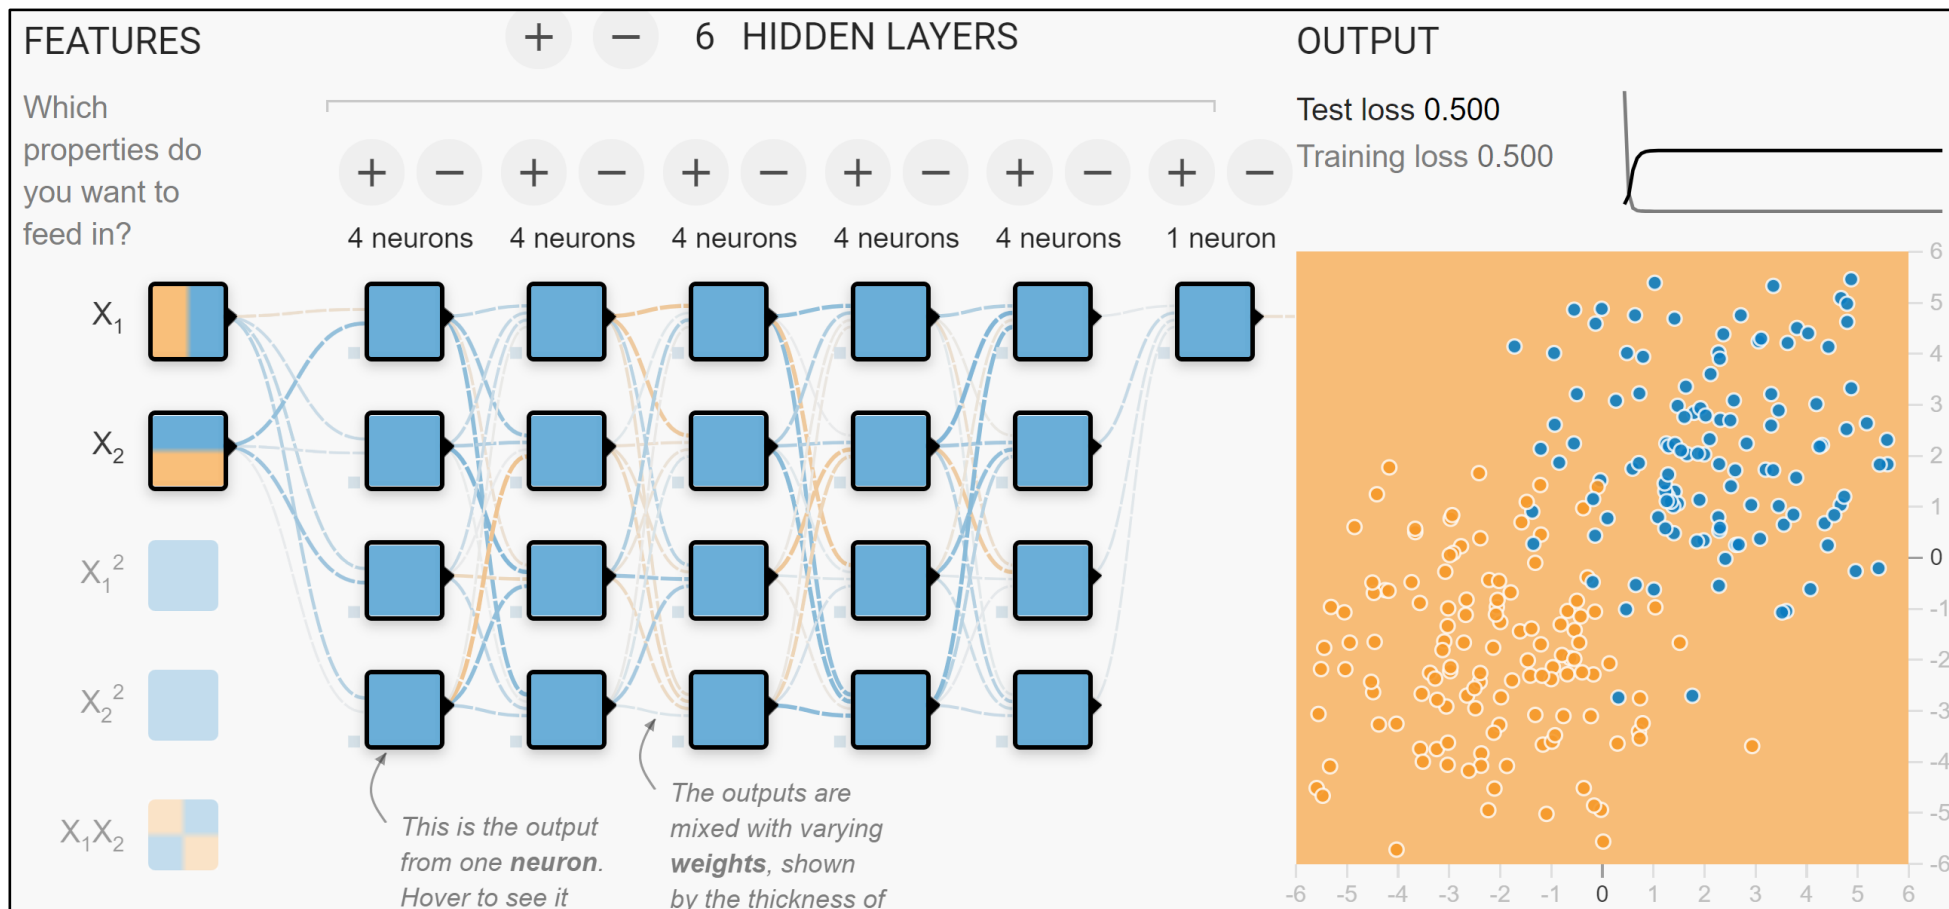 FEATURES
Which
properties do
you want to
feed in?
X1
X2
X1²
X2²
X1X2
+ − 6 HIDDEN LAYERS
+ − + − + − + − + − + −
4 neurons 4 neurons 4 neurons 4 neurons 4 neurons 1 neuron
This is the output
from one neuron.
Hover to see it
The outputs are
mixed with varying
weights, shown
by the thickness of
OUTPUT
Test loss 0.500
Training loss 0.500
6
5
4
3
2
1
0
-1
-2
-3
-4
-5
-6
-6 -5 -4 -3 -2 -1 0 1 2 3 4 5 6